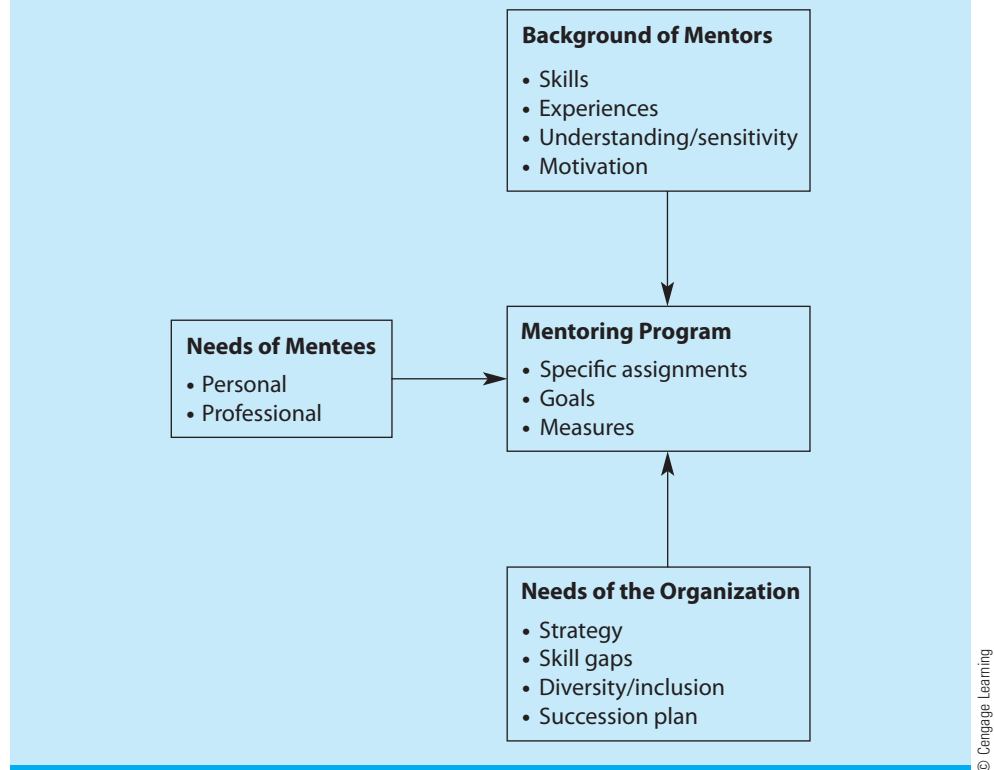 Background of Mentors
• Skills
• Experiences
• Understanding/sensitivity
• Motivation
Needs of Mentees
• Personal
• Professional
Mentoring Program
• Specific assignments
• Goals
• Measures
Needs of the Organization
• Strategy
• Skill gaps
• Diversity/inclusion
• Succession plan
© Cengage Learning